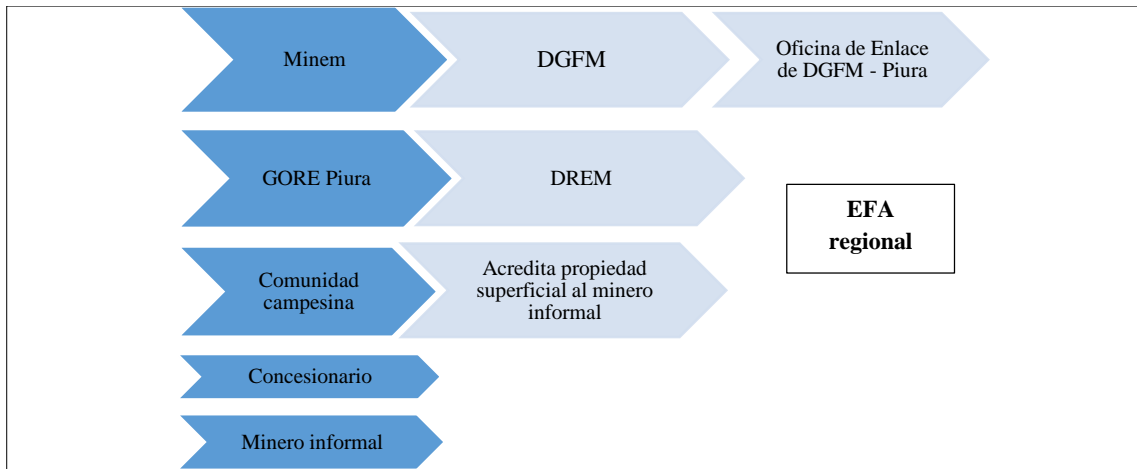 Minem
DGFM
Oficina de Enlace
de DGFM - Piura
GORE Piura
DREM
EFA
regional
Comunidad
campesina
Acredita propiedad
superficial al minero
informal
Concesionario
Minero informal